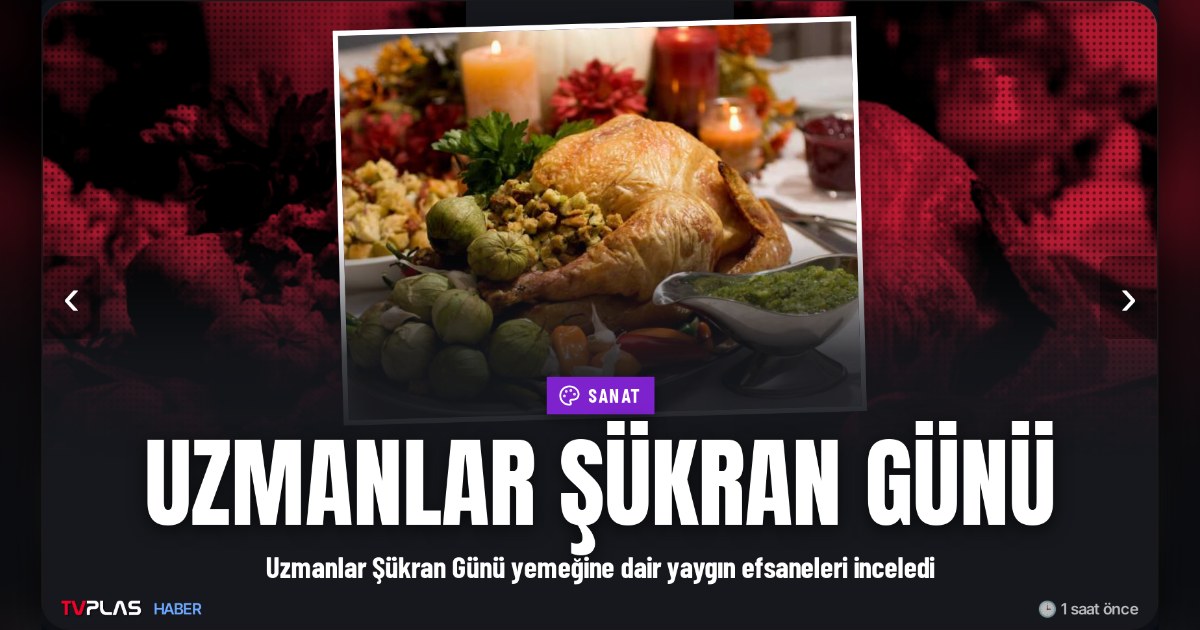 SANAT
UZMANLAR ŞÜKRAN GÜNÜ
Uzmanlar Şükran Günü yemeğine dair yaygın efsaneleri inceledi
TVPLAS HABER
1 saat önce